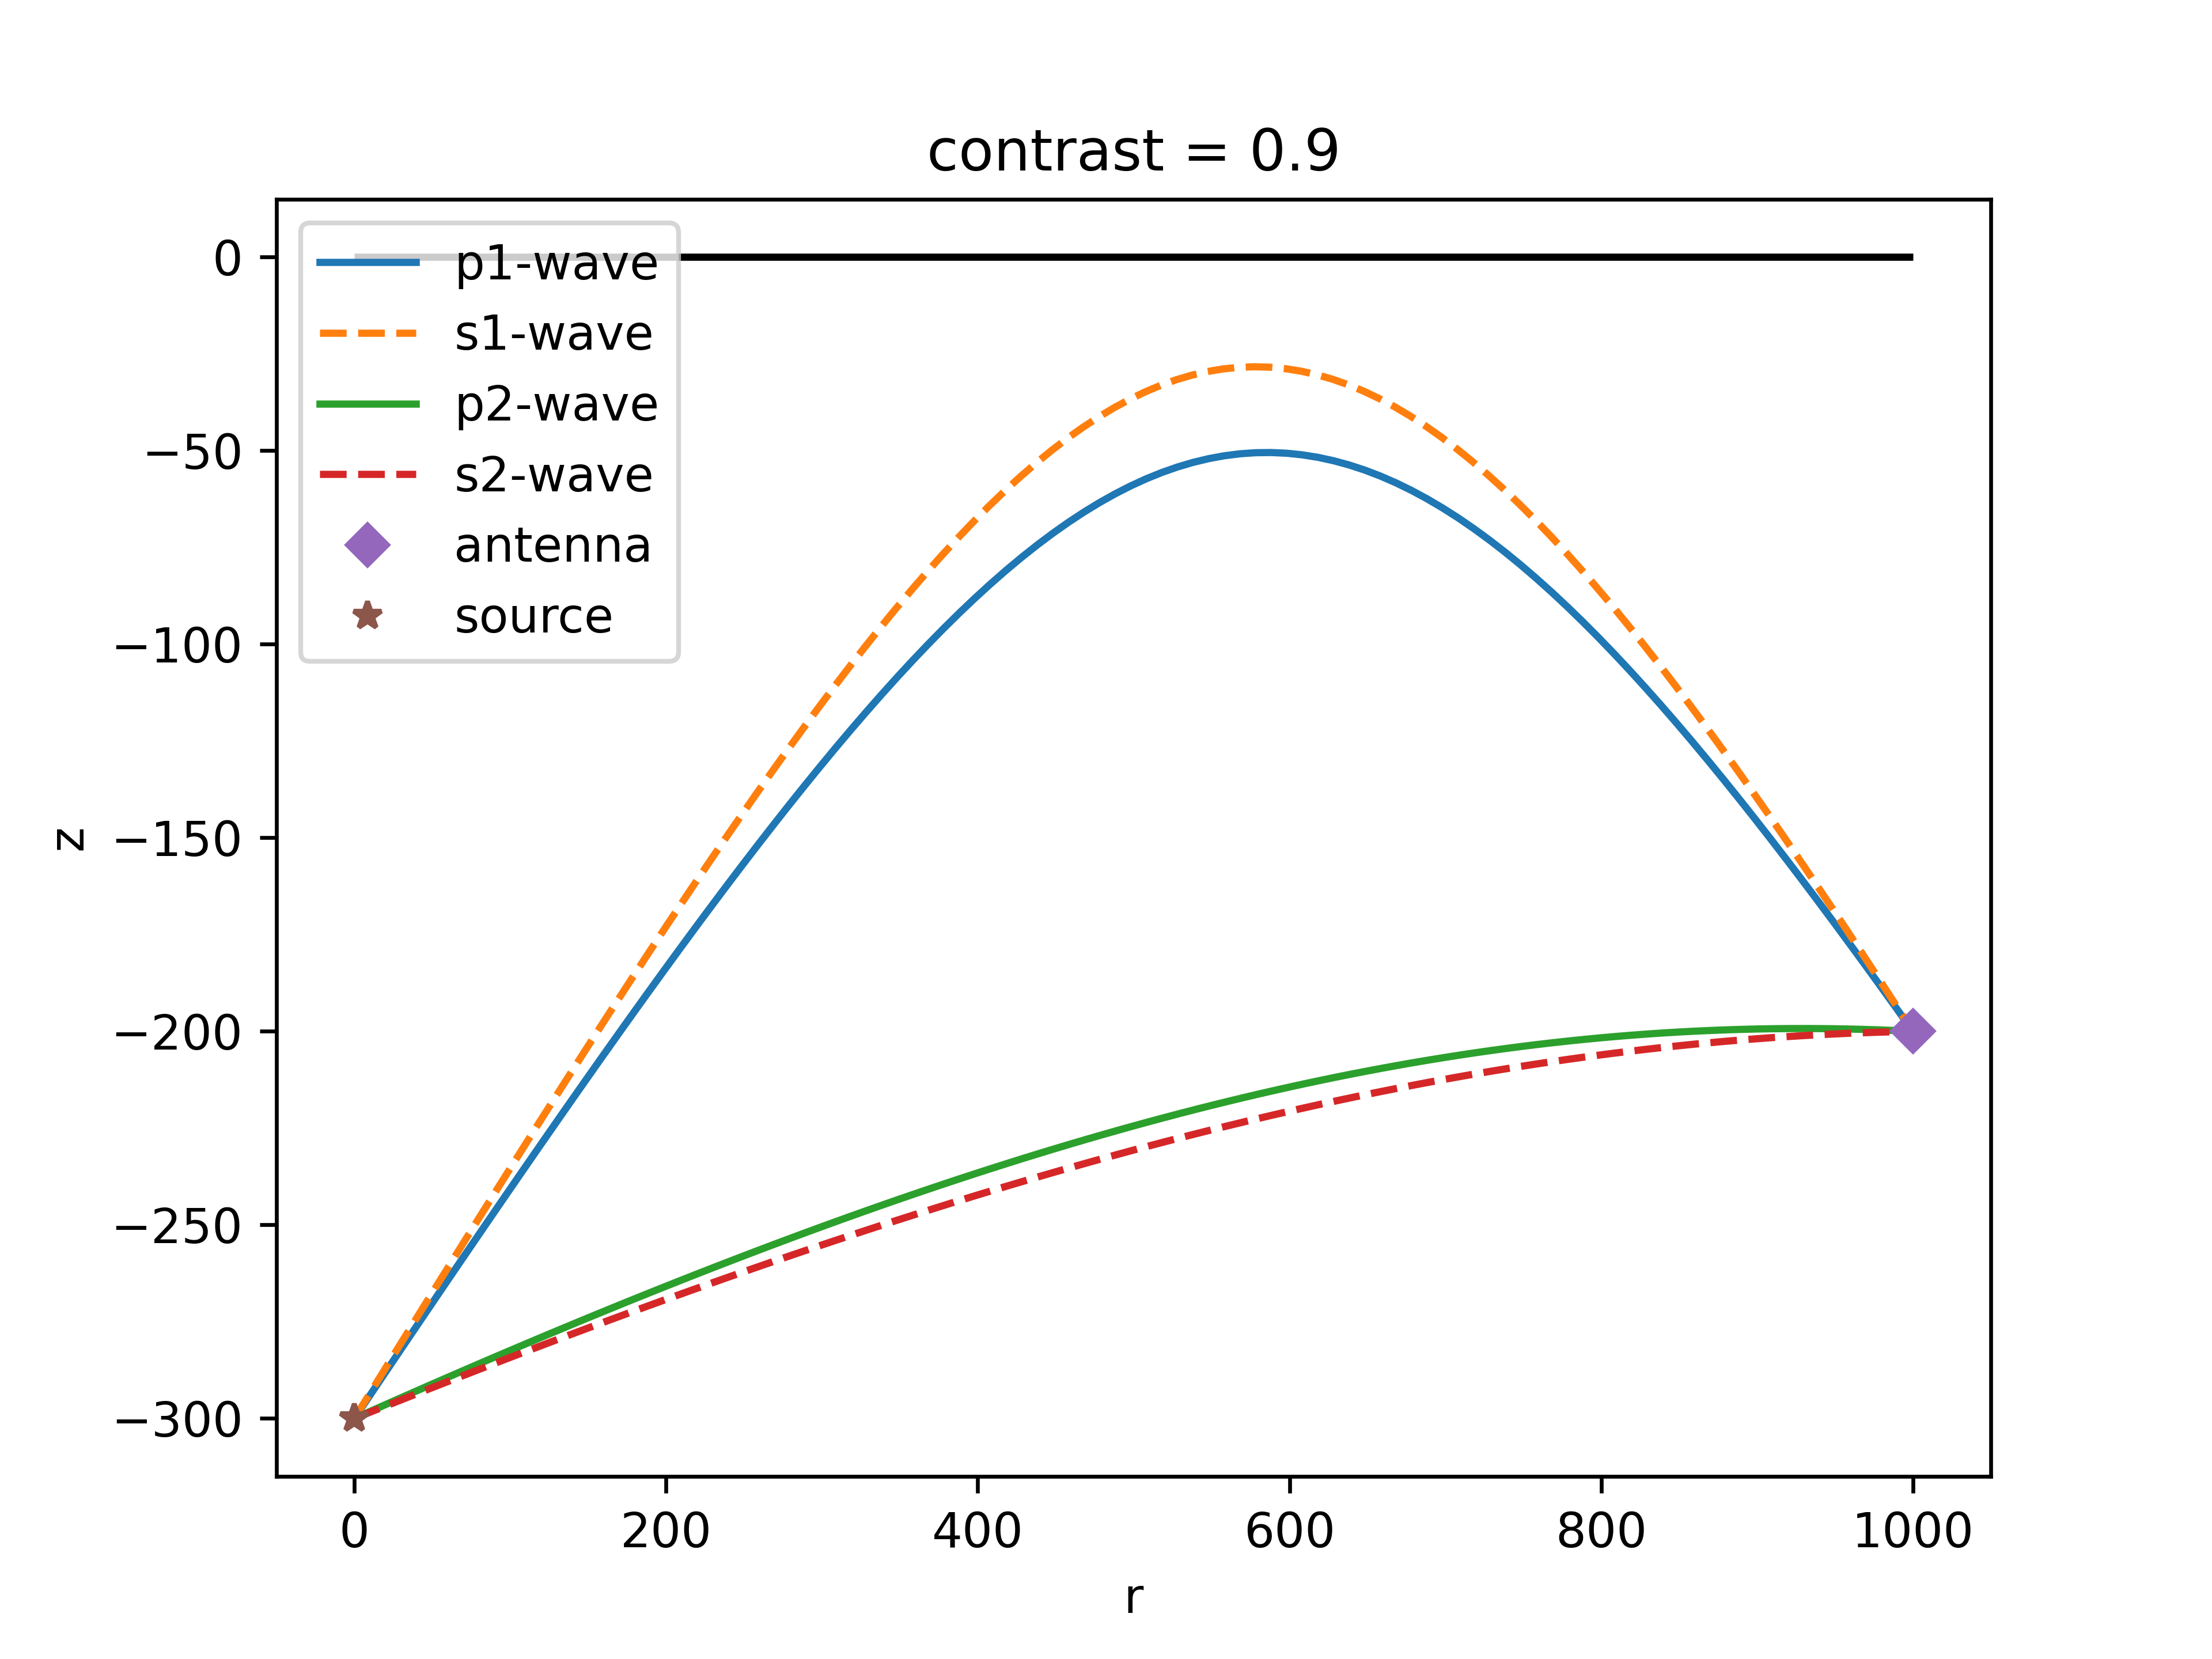 contrast = 0.9
p1-wave
s1-wave
p2-wave
s2-wave
antenna
source
0
−50
−100
−150
−200
−250
−300
z
0 200 400 600 800 1000
r